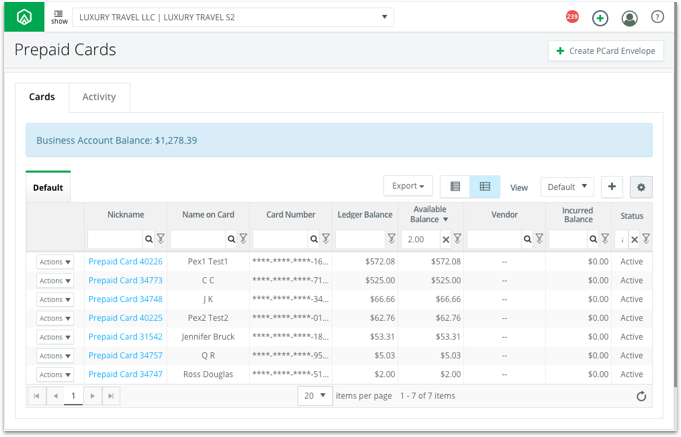 show
LUXURY TRAVEL LLC | LUXURY TRAVEL S2
239
Prepaid Cards
Create PCard Envelope
Cards Activity
Business Account Balance: $1,278.39
Default Export View Default
Nickname Name on Card Card Number Ledger Balance Available Balance Vendor Incurred Balance Status
2.00
Actions Prepaid Card 40226 Pex1 Test1 ****-****-****-16... $572.08 $572.08 -- $0.00 Active
Actions Prepaid Card 34773 C C ****-****-****-71... $525.00 $525.00 -- $0.00 Active
Actions Prepaid Card 34748 J K ****-****-****-34... $66.66 $66.66 -- $0.00 Active
Actions Prepaid Card 40225 Pex2 Test2 ****-****-****-01... $62.76 $62.76 -- $0.00 Active
Actions Prepaid Card 31542 Jennifer Bruck ****-****-****-18... $53.31 $53.31 -- $0.00 Active
Actions Prepaid Card 34757 Q R ****-****-****-95... $5.03 $5.03 -- $0.00 Active
Actions Prepaid Card 34747 Ross Douglas ****-****-****-51... $2.00 $2.00 -- $0.00 Active
1 20 items per page 1 - 7 of 7 items